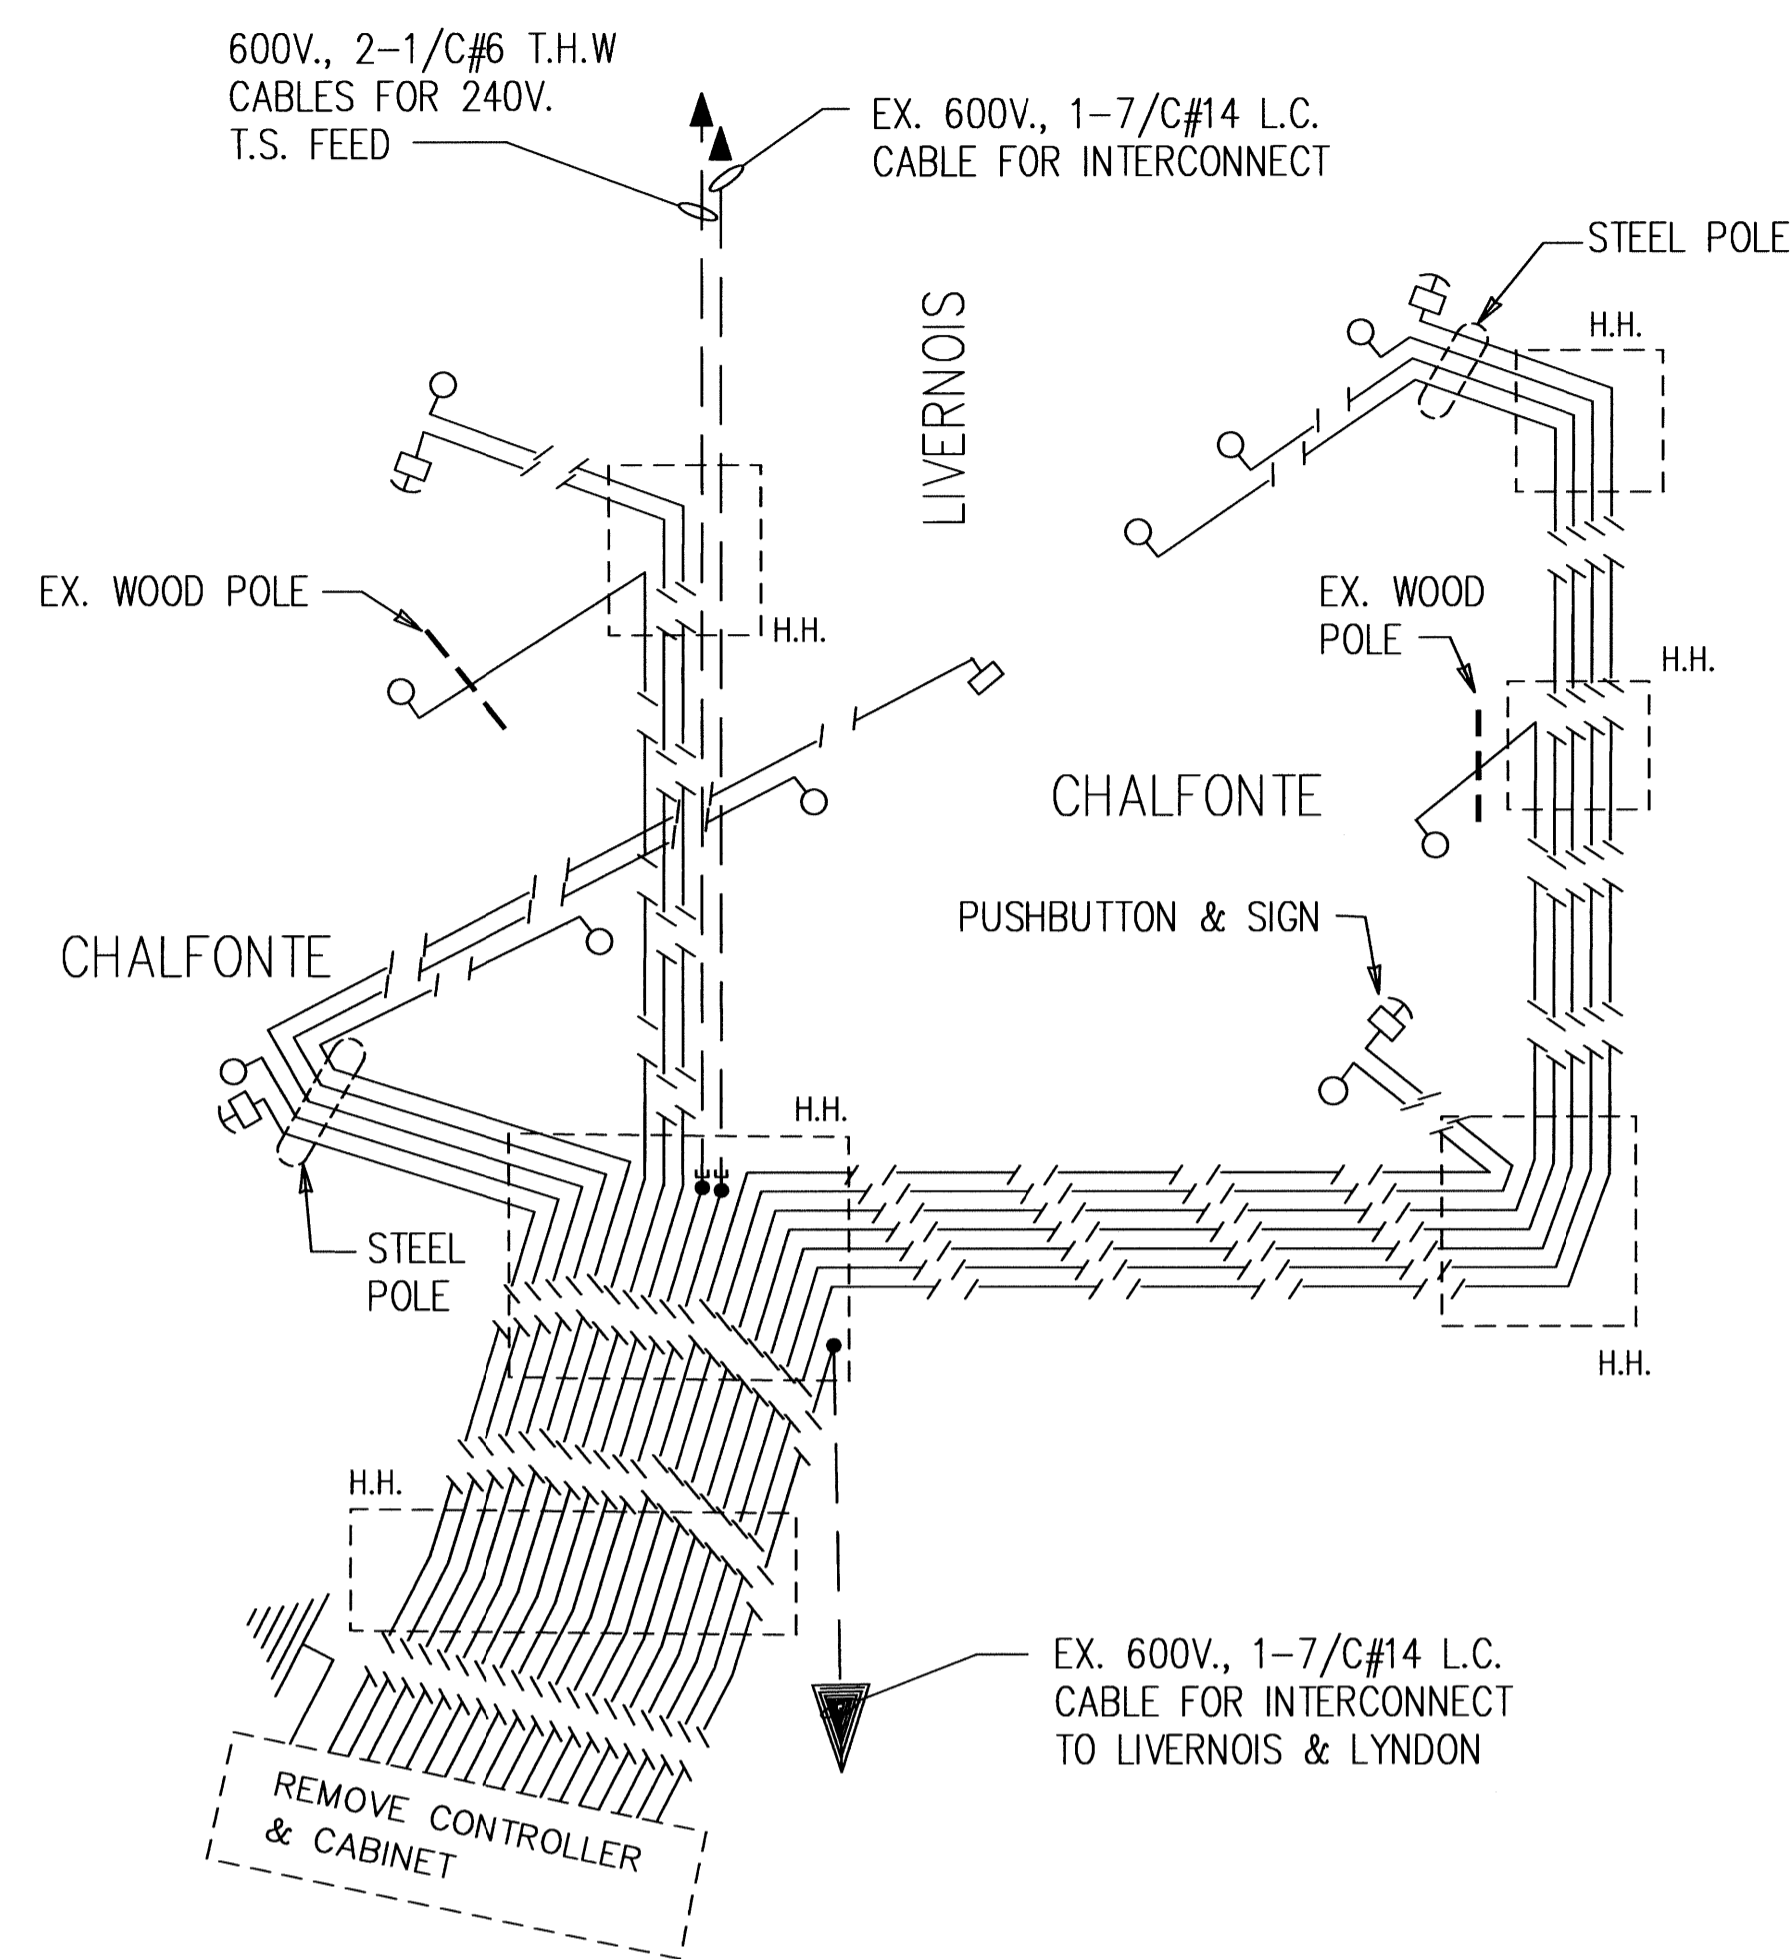 600V., 2-1/C#6 T.H.W
CABLES FOR 240V.
T.S. FEED
EX. 600V., 1-7/C#14 L.C.
CABLE FOR INTERCONNECT
STEEL POLE
H.H.
LIVERNOIS
EX. WOOD POLE
H.H.
EX. WOOD
POLE
H.H.
CHALFONTE
PUSHBUTTON & SIGN
CHALFONTE
H.H.
STEEL
POLE
H.H.
H.H.
EX. 600V., 1-7/C#14 L.C.
CABLE FOR INTERCONNECT
TO LIVERNOIS & LYNDON
REMOVE CONTROLLER
& CABINET